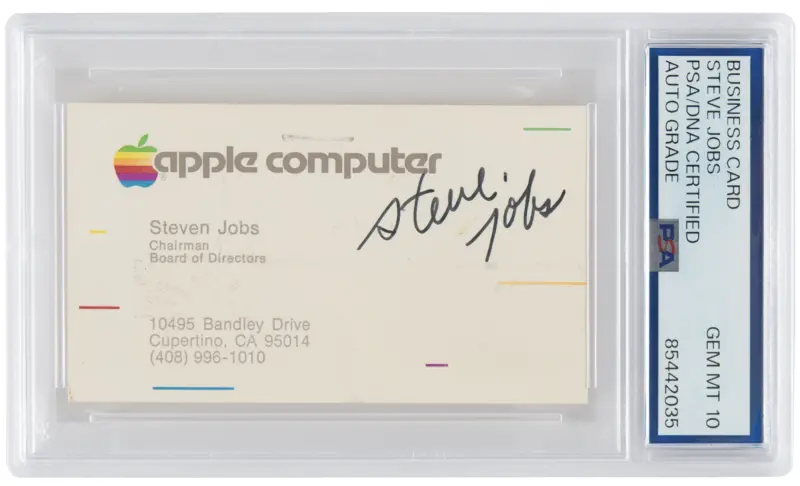 apple computer
steve jobs
Steven Jobs
Chairman
Board of Directors
10495 Bandley Drive
Cupertino, CA 95014
(408) 996-1010
BUSINESS CARD
STEVE JOBS
PSA/DNA CERTIFIED
AUTO GRADE
PSA
GEM MT 10
85442035